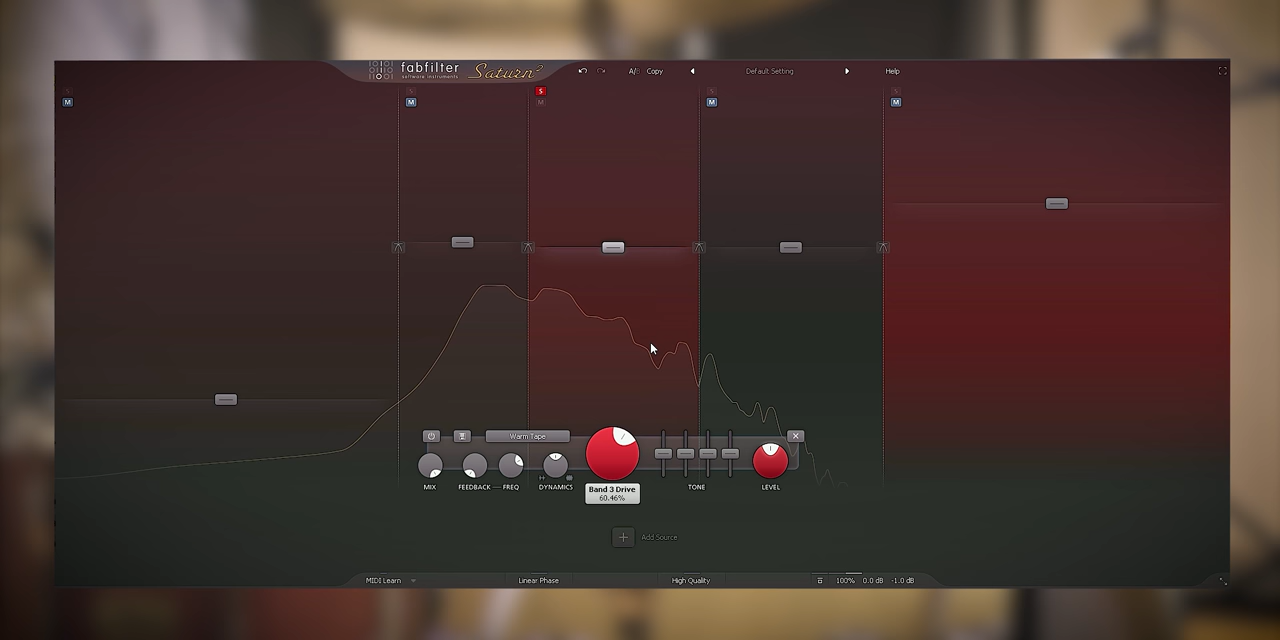 fabfilter
software instruments
Saturn 2
A/B Copy
Default Setting
Help
S
M
S
M
S
M
S
M
S
M
Warm Tape
MIX
FEEDBACK
FREQ
DYNAMICS
Band 3 Drive
60.46%
TONE
LEVEL
Add Source
MIDI Learn
Linear Phase
High Quality
100%
0.0 dB
-1.0 dB